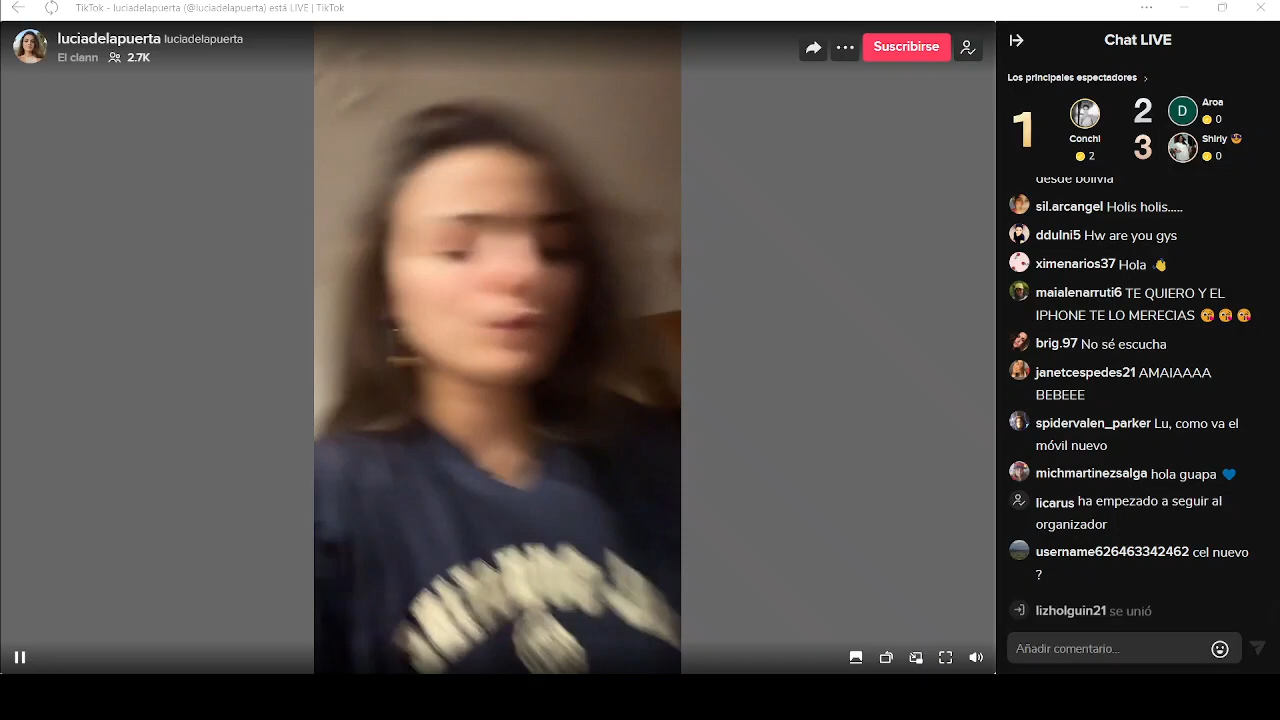 TikTok - luciadelapuerta (@luciadelapuerta) está LIVE | TikTok
luciadelapuerta luciadelapuerta
El clann 2.7K
Suscribirse
Chat LIVE
Los principales espectadores
1
Conchi
2
2
D
Aroa
0
3
Shirly
0
desde bolivia
sil.arcangel Holis holis.....
ddulni5 Hw are you gys
ximenarios37 Hola 👋
maialenarruti6 TE QUIERO Y EL
IPHONE TE LO MERECIAS 😘 😘 😘
brig.97 No sé escucha
janetcespedes21 AMAIAAAA
BEBEEE
spidervalen_parker Lu, como va el
móvil nuevo
michmartinezsalga hola guapa 💙
licarus ha empezado a seguir al
organizador
username626463342462 cel nuevo
?
lizholguin21 se unió
Añadir comentario...